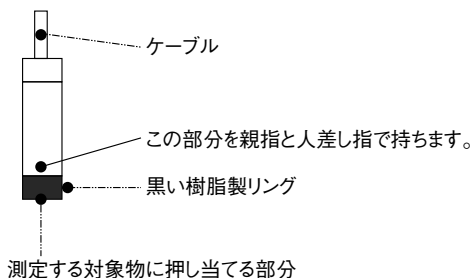 ケーブル
この部分を親指と人差し指で持ちます。
黒い樹脂製リング
測定する対象物に押し当てる部分